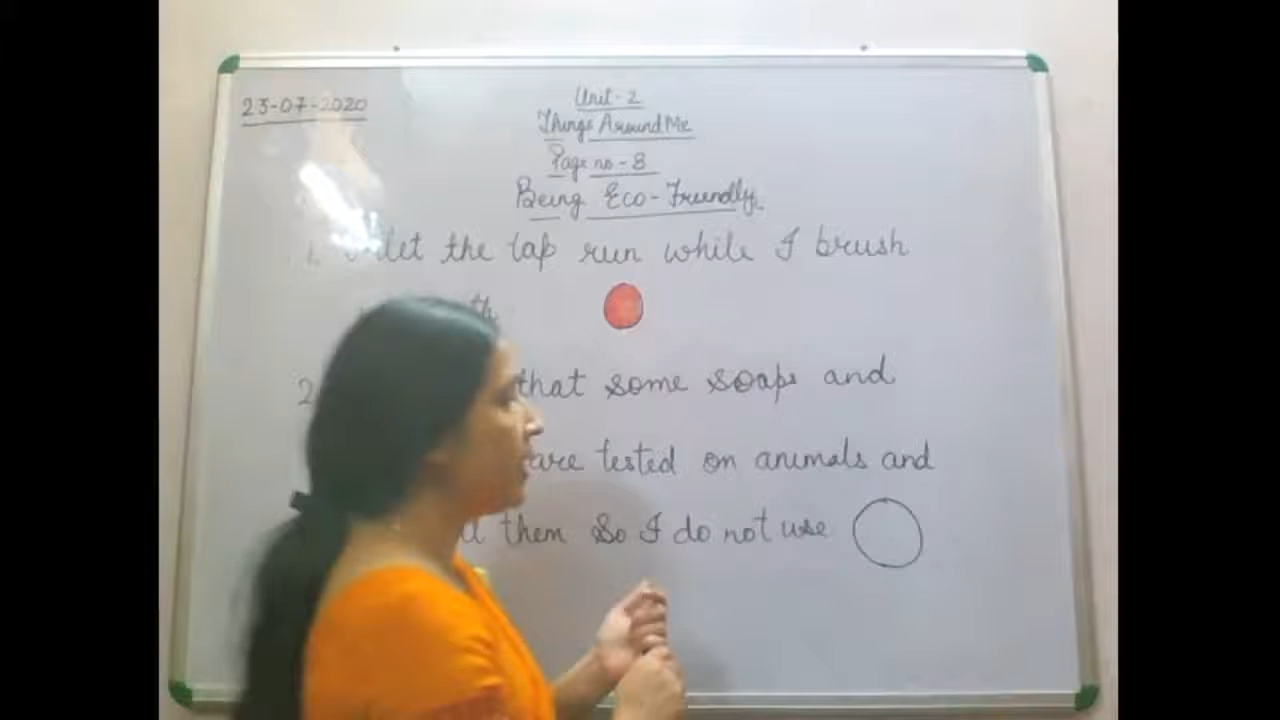 23-07-2020
Unit-2
Things Around Me
Page no-8
Being Eco-Friendly
1. let the tap run while I brush
2 that some soaps and
are tested on animals and
them so I do not use